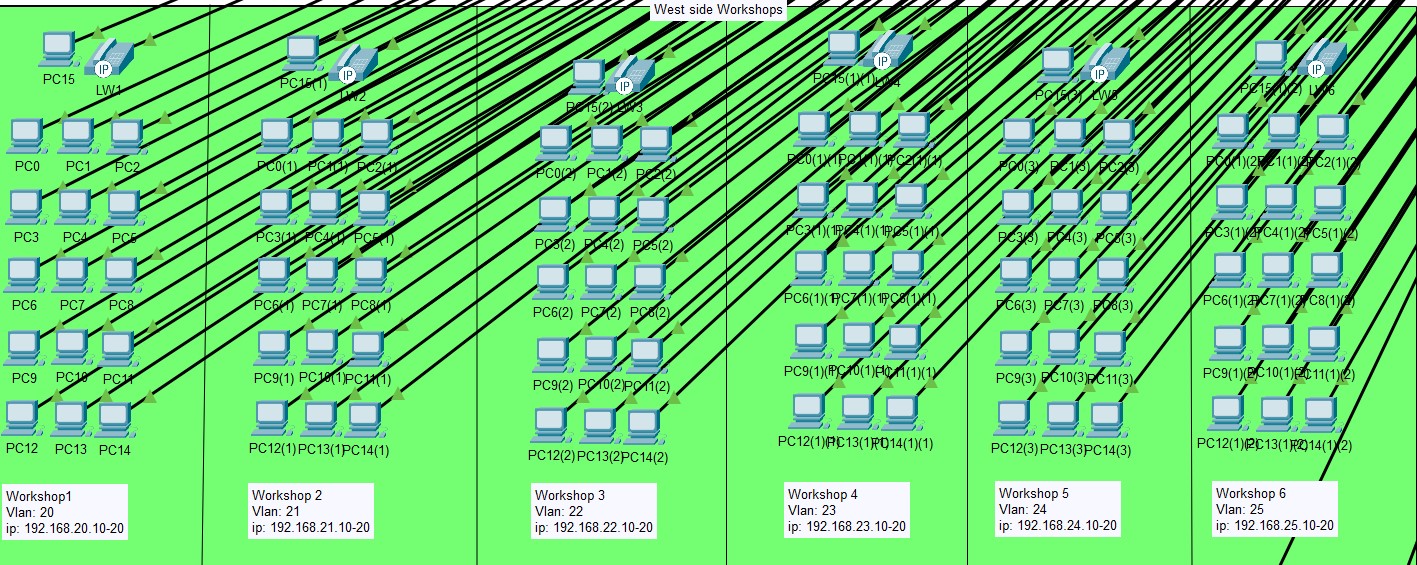 West side Workshops
PC15
LW1
PC0 PC1 PC2
PC3 PC4 PC5
PC6 PC7 PC8
PC9 PC10 PC11
PC12 PC13 PC14
Workshop1
Vlan: 20
ip: 192.168.20.10-20
PC15(1)
LW2
PC0(1) PC1(1) PC2(1)
PC3(1) PC4(1) PC5(1)
PC6(1) PC7(1) PC8(1)
PC9(1) PC10(1) PC11(1)
PC12(1) PC13(1) PC14(1)
Workshop 2
Vlan: 21
ip: 192.168.21.10-20
PC15(2) LW3
PC0(2) PC1(2) PC2(2)
PC3(2) PC4(2) PC5(2)
PC6(2) PC7(2) PC8(2)
PC9(2) PC10(2) PC11(2)
PC12(2) PC13(2) PC14(2)
Workshop 3
Vlan: 22
ip: 192.168.22.10-20
PC15(1)(1) LW4
PC0(1)(1) PC1(1)(1) PC2(1)(1)
PC3(1)(1) PC4(1)(1) PC5(1)(1)
PC6(1)(1) PC7(1)(1) PC8(1)(1)
PC9(1)(1) PC10(1)(1) PC11(1)(1)
PC12(1)(1) PC13(1)(1) PC14(1)(1)
Workshop 4
Vlan: 23
ip: 192.168.23.10-20
PC15(3) LW5
PC0(3) PC1(3) PC2(3)
PC3(3) PC4(3) PC5(3)
PC6(3) PC7(3) PC8(3)
PC9(3) PC10(3) PC11(3)
PC12(3) PC13(3) PC14(3)
Workshop 5
Vlan: 24
ip: 192.168.24.10-20
PC15(1)(2) LW6
PC0(1)(2) PC1(1)(2) PC2(1)(2)
PC3(1)(2) PC4(1)(2) PC5(1)(2)
PC6(1)(2) PC7(1)(2) PC8(1)(2)
PC9(1)(2) PC10(1)(2) PC11(1)(2)
PC12(1)(2) PC13(1)(2) PC14(1)(2)
Workshop 6
Vlan: 25
ip: 192.168.25.10-20
IP
IP
IP
IP
IP
IP